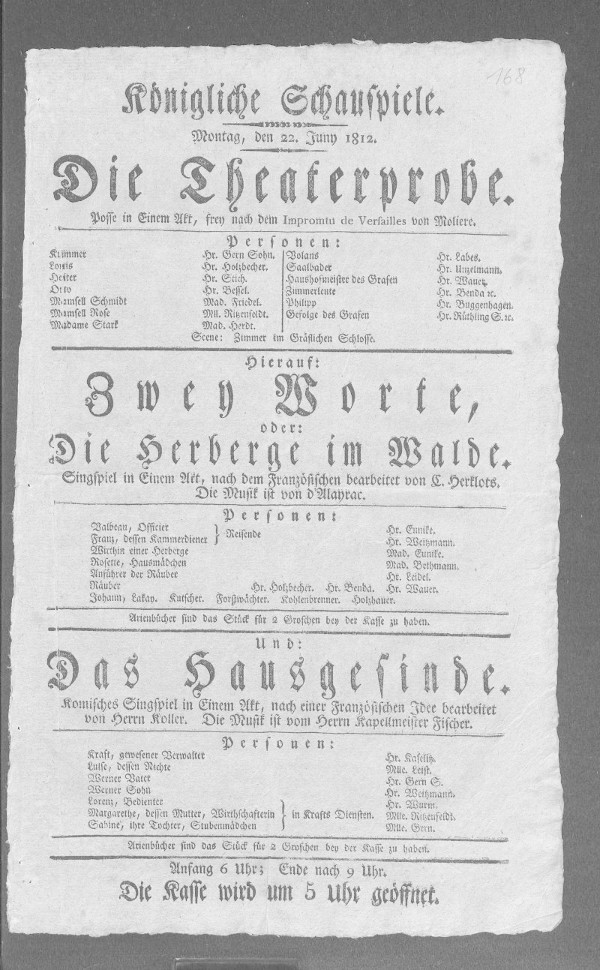 168
Königliche Schauspiele.
Montag, den 22. Juny 1812.
Die Theaterprobe.
Posse in Einem Akt, frey nach dem Impromtu de Versailles von Moliere.
Personen:
Krümmer Hr. Gern Sohn. Volans Hr. Labes.
Louis Hr. Holzbecher. Saalbader Hr. Unzelmann.
Heiter Hr. Stich. Haushofmeister des Grafen Hr. Wauer.
Otto Hr. Bessel. Zimmerleute Hr. Benda ꝛc.
Mamsell Schmidt Mad. Friedel. Philipp Hr. Buggenhagen.
Mamsell Rose Mll. Ritzenfeldt. Gefolge des Grafen Hr. Rüthling S. ꝛc.
Madame Stark Mad. Herdt.
Scene: Zimmer im Gräflichen Schlosse.
Hierauf:
Zwey Worte,
oder:
Die Herberge im Walde.
Singspiel in Einem Akt, nach dem Französischen bearbeitet von C. Herklots.
Die Musik ist von d'Alayrac.
Personen:
Valbeau, Officier Hr. Eunike.
Franz, dessen Kammerdiener } Reisende Hr. Weitzmann.
Wirthin einer Herberge Mad. Eunike.
Rosette, Hausmädchen Mad. Bethmann.
Anführer der Räuber Hr. Leidel.
Räuber Hr. Holzbecher. Hr. Benda. Hr. Wauer.
Johann, Lakay. Kutscher. Forstwächter. Kohlenbrenner. Holzhauer.
Arienbücher sind das Stück für 2 Groschen bey der Kasse zu haben.
Und:
Das Hausgesinde.
Komisches Singspiel in Einem Akt, nach einer Französischen Idee bearbeitet
von Herrn Koller. Die Musik ist vom Herrn Kapellmeister Fischer.
Personen:
Kraft, gewesener Verwalter Hr. Kaselitz.
Luise, dessen Nichte Mlle. Leist.
Werner Vater Hr. Gern S.
Werner Sohn Hr. Weitzmann.
Lorenz, Bedienter Hr. Wurm.
Margarethe, dessen Mutter, Wirthschafterin } in Krafts Diensten. Mlle. Ritzenfeldt.
Sabine, ihre Tochter, Stubenmädchen Mlle. Gern.
Arienbücher sind das Stück für 2 Groschen bey der Kasse zu haben.
Anfang 6 Uhr; Ende nach 9 Uhr.
Die Kasse wird um 5 Uhr geöffnet.